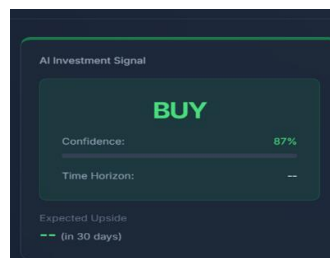 AI Investment Signal
BUY
Confidence: 87%
Time Horizon: --
Expected Upside
-- (in 30 days)